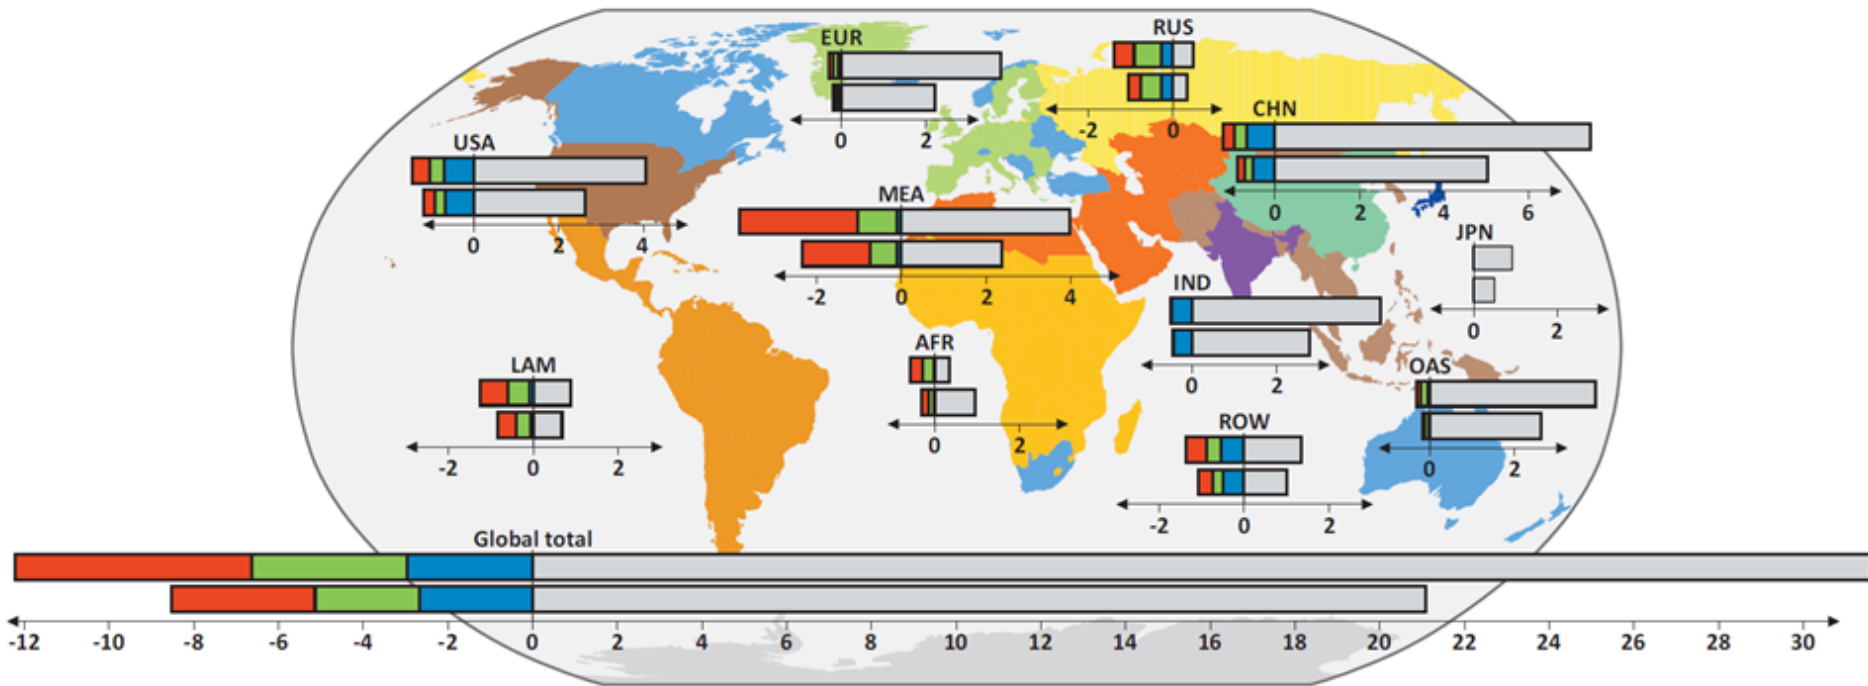 EUR
0 2
RUS
-2 0
CHN
0 2 4 6
USA
0 2 4
MEA
-2 0 2 4
JPN
0 2
IND
0 2
LAM
-2 0 2
AFR
0 2
OAS
0 2
ROW
-2 0 2
Global total
-12 -10 -8 -6 -4 -2 0 2 4 6 8 10 12 14 16 18 20 22 24 26 28 30